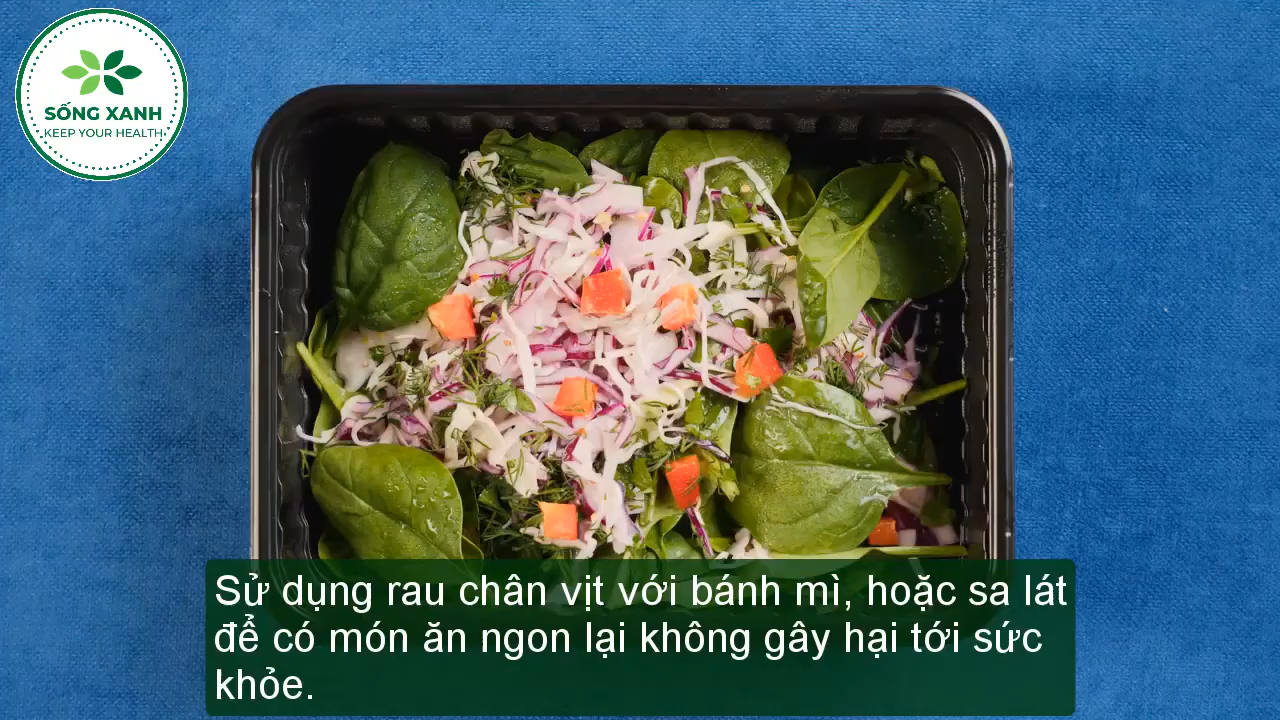 SỐNG XANH
KEEP YOUR HEALTH
Sử dụng rau chân vịt với bánh mì, hoặc sa lát
để có món ăn ngon lại không gây hại tới sức
khỏe.